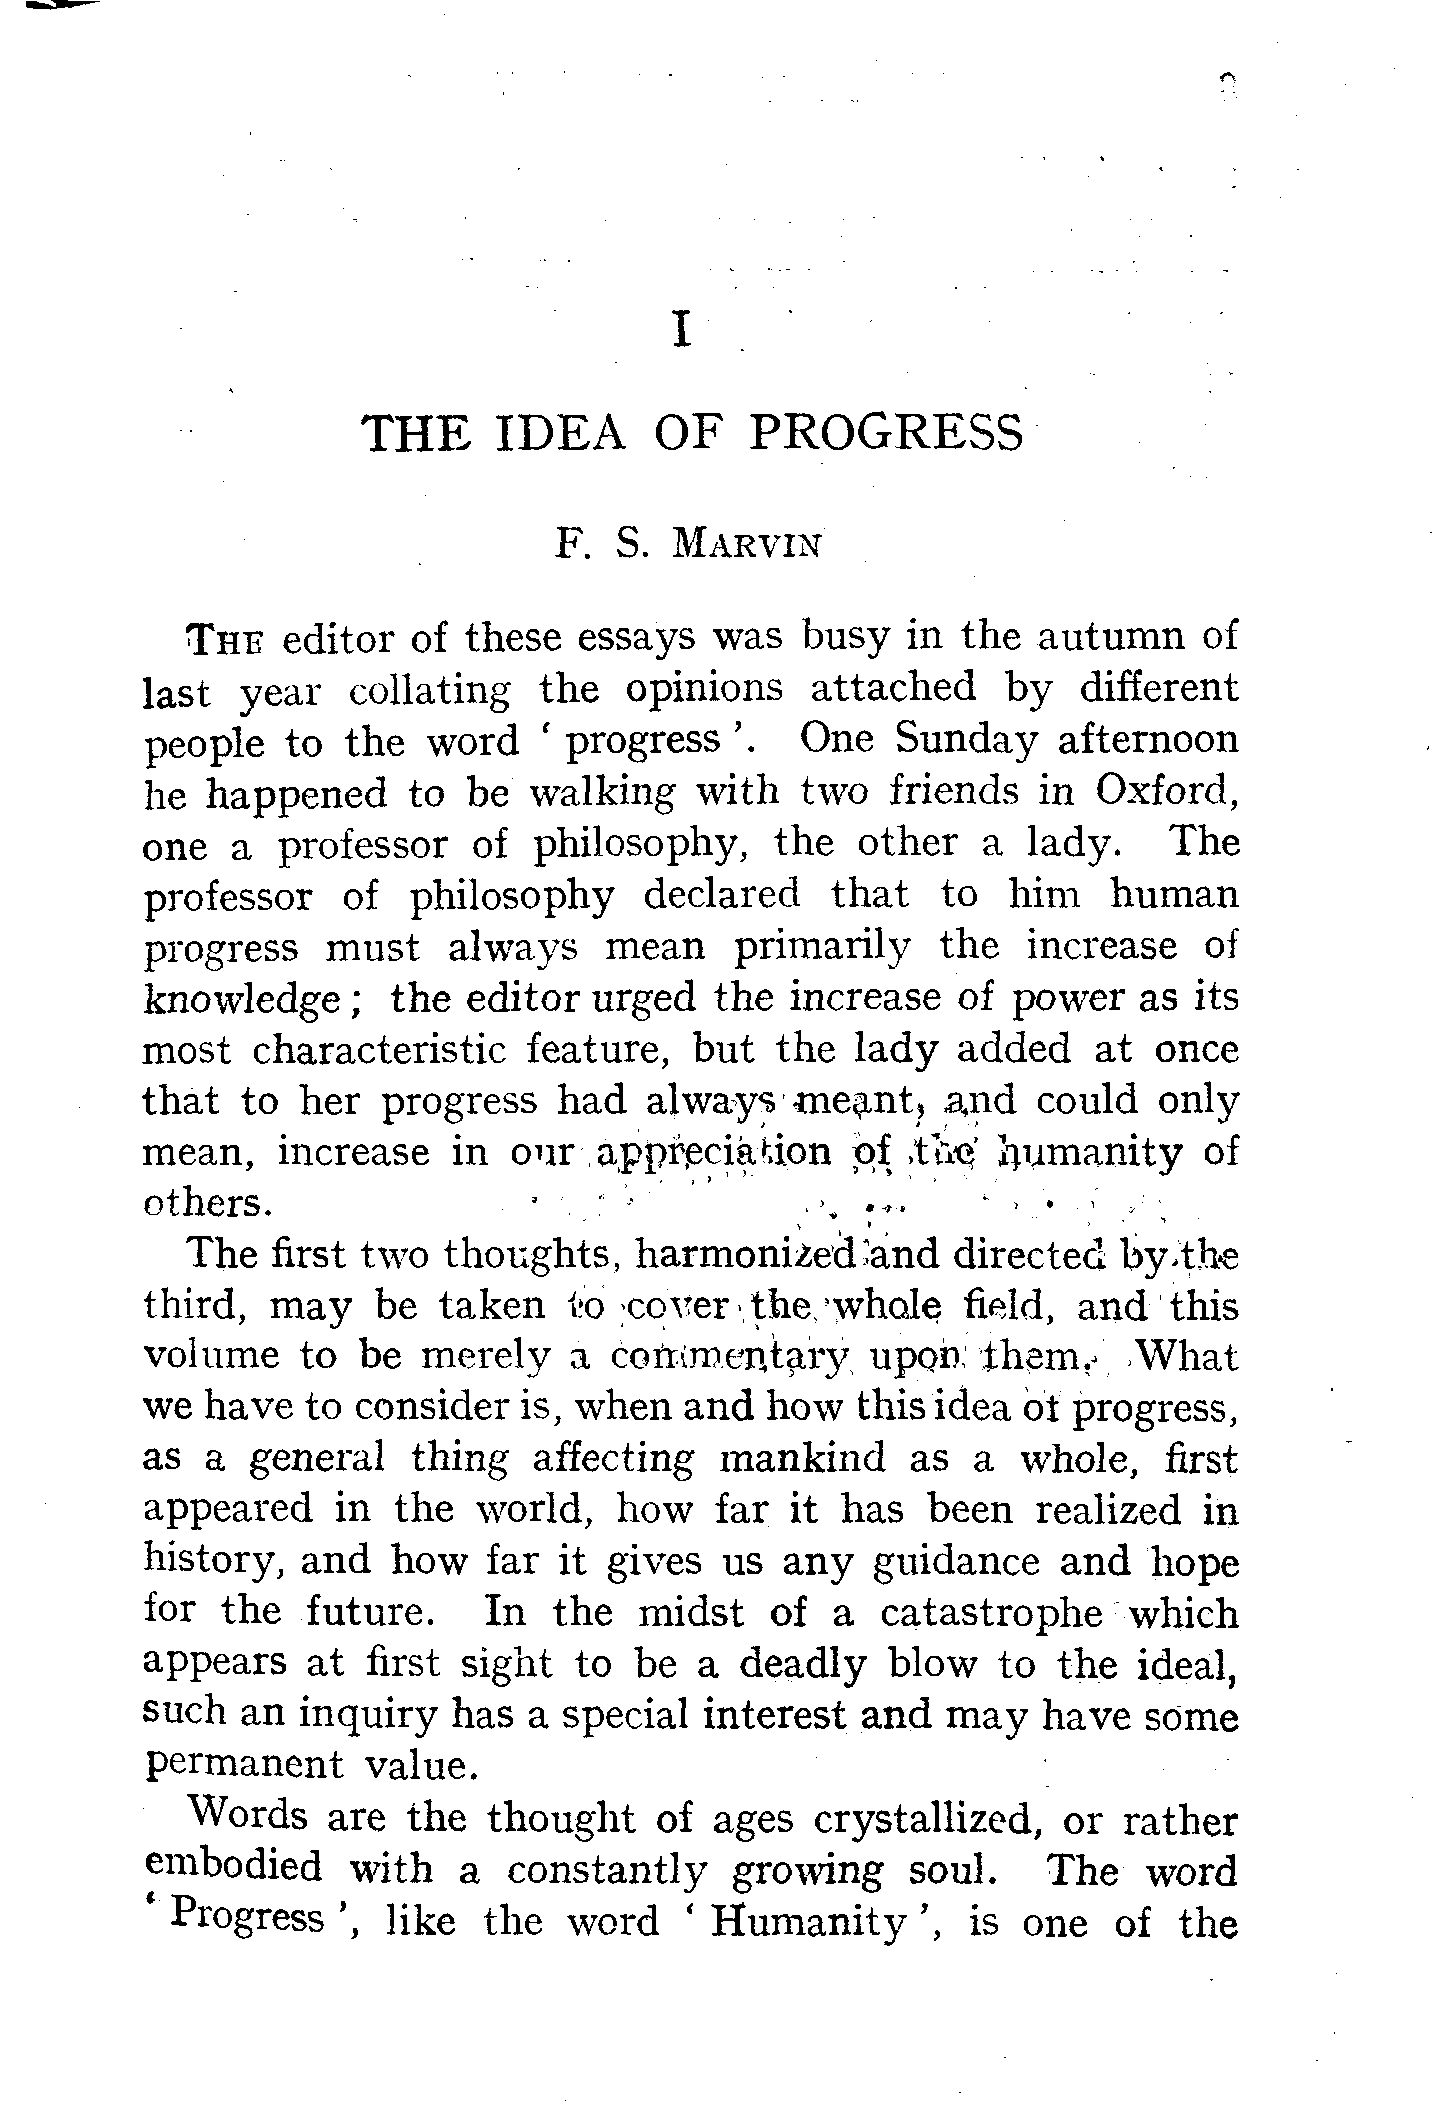 I
THE IDEA OF PROGRESS
F. S. MARVIN
THE editor of these essays was busy in the autumn of
last year collating the opinions attached by different
people to the word ‘ progress ’. One Sunday afternoon
he happened to be walking with two friends in Oxford,
one a professor of philosophy, the other a lady. The
professor of philosophy declared that to him human
progress must always mean primarily the increase of
knowledge ; the editor urged the increase of power as its
most characteristic feature, but the lady added at once
that to her progress had always meant, and could only
mean, increase in our appreciation of the humanity of
others.
The first two thoughts, harmonized and directed by the
third, may be taken to cover the whole field, and this
volume to be merely a commentary upon them. What
we have to consider is, when and how this idea of progress,
as a general thing affecting mankind as a whole, first
appeared in the world, how far it has been realized in
history, and how far it gives us any guidance and hope
for the future. In the midst of a catastrophe which
appears at first sight to be a deadly blow to the ideal,
such an inquiry has a special interest and may have some
permanent value.
Words are the thought of ages crystallized, or rather
embodied with a constantly growing soul. The word
‘ Progress ’, like the word ‘ Humanity ’, is one of the